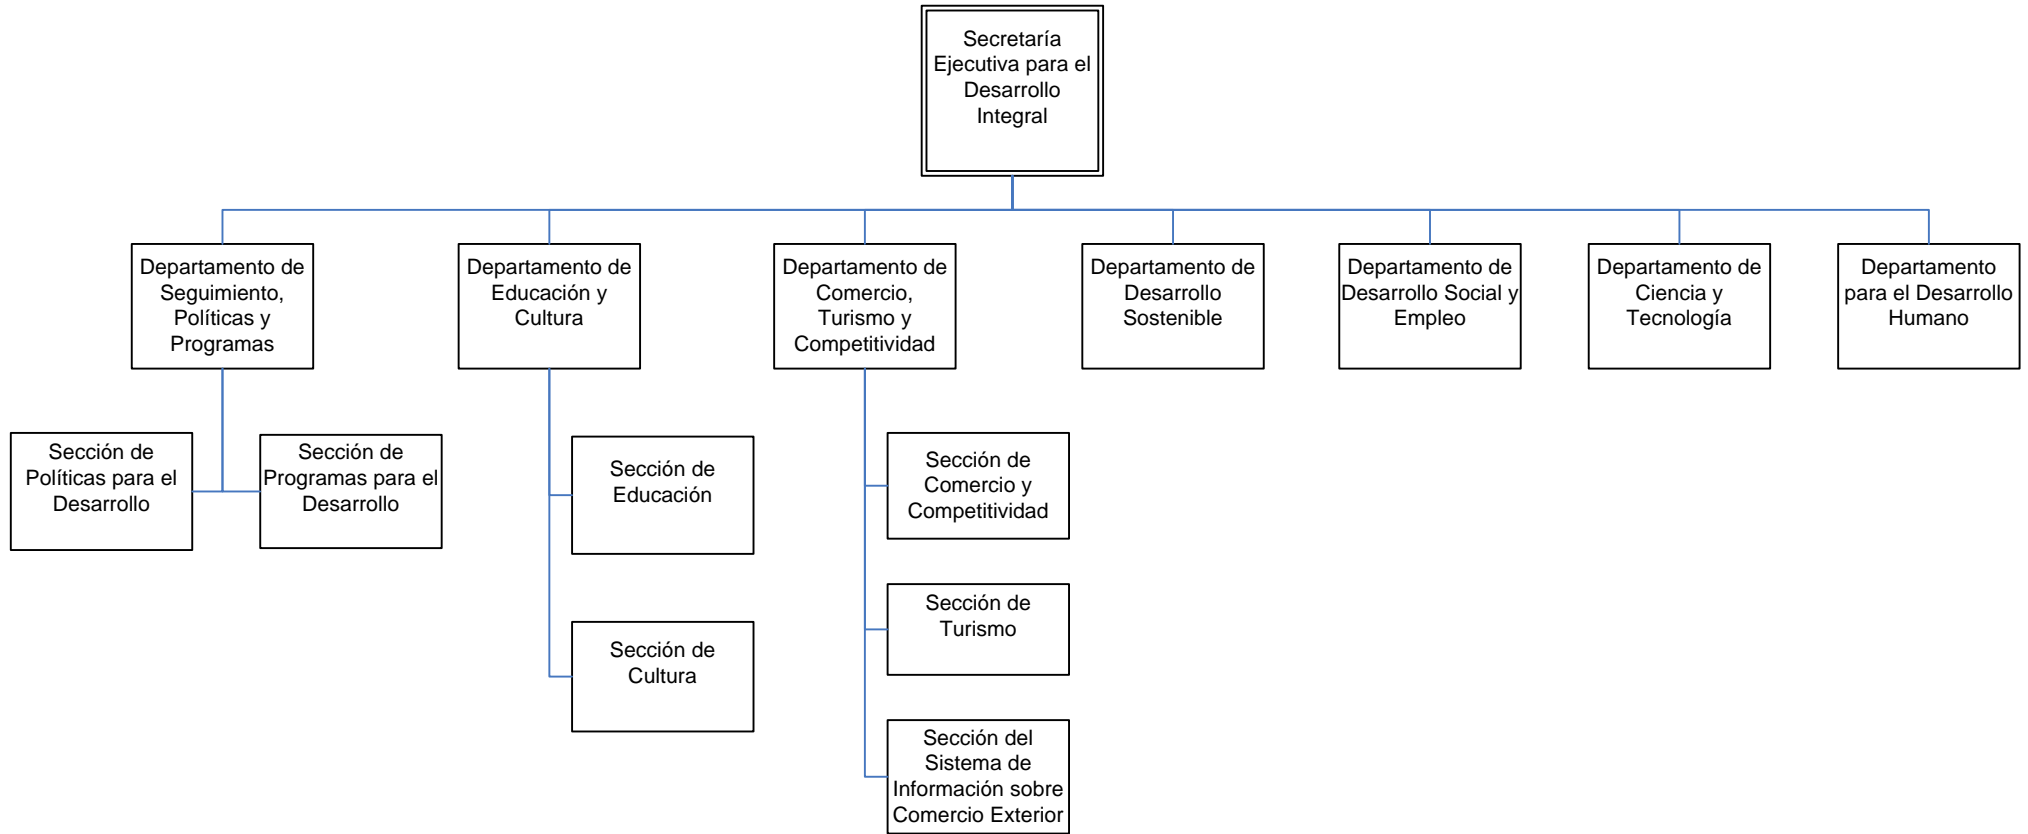 Secretaría
Ejecutiva para el
Desarrollo
Integral
Departamento de
Seguimiento,
Políticas y
Programas
Departamento de
Educación y
Cultura
Departamento de
Comercio,
Turismo y
Competitividad
Departamento de
Desarrollo
Sostenible
Departamento de
Desarrollo Social y
Empleo
Departamento de
Ciencia y
Tecnología
Departamento
para el Desarrollo
Humano
Sección de
Políticas para el
Desarrollo
Sección de
Programas para el
Desarrollo
Sección de
Educación
Sección de
Cultura
Sección de
Comercio y
Competitividad
Sección de
Turismo
Sección del
Sistema de
Información sobre
Comercio Exterior